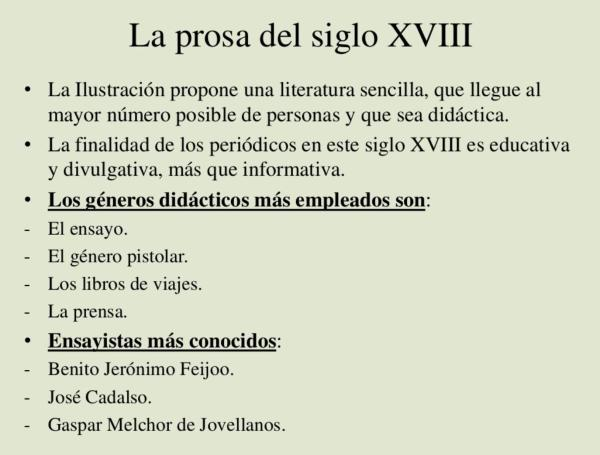 La prosa del siglo XVIII
• La Ilustración propone una literatura sencilla, que llegue al
mayor número posible de personas y que sea didáctica.
• La finalidad de los periódicos en este siglo XVIII es educativa
y divulgativa, más que informativa.
• Los géneros didácticos más empleados son:
- El ensayo.
- El género pistolar.
- Los libros de viajes.
- La prensa.
• Ensayistas más conocidos:
- Benito Jerónimo Feijoo.
- José Cadalso.
- Gaspar Melchor de Jovellanos.